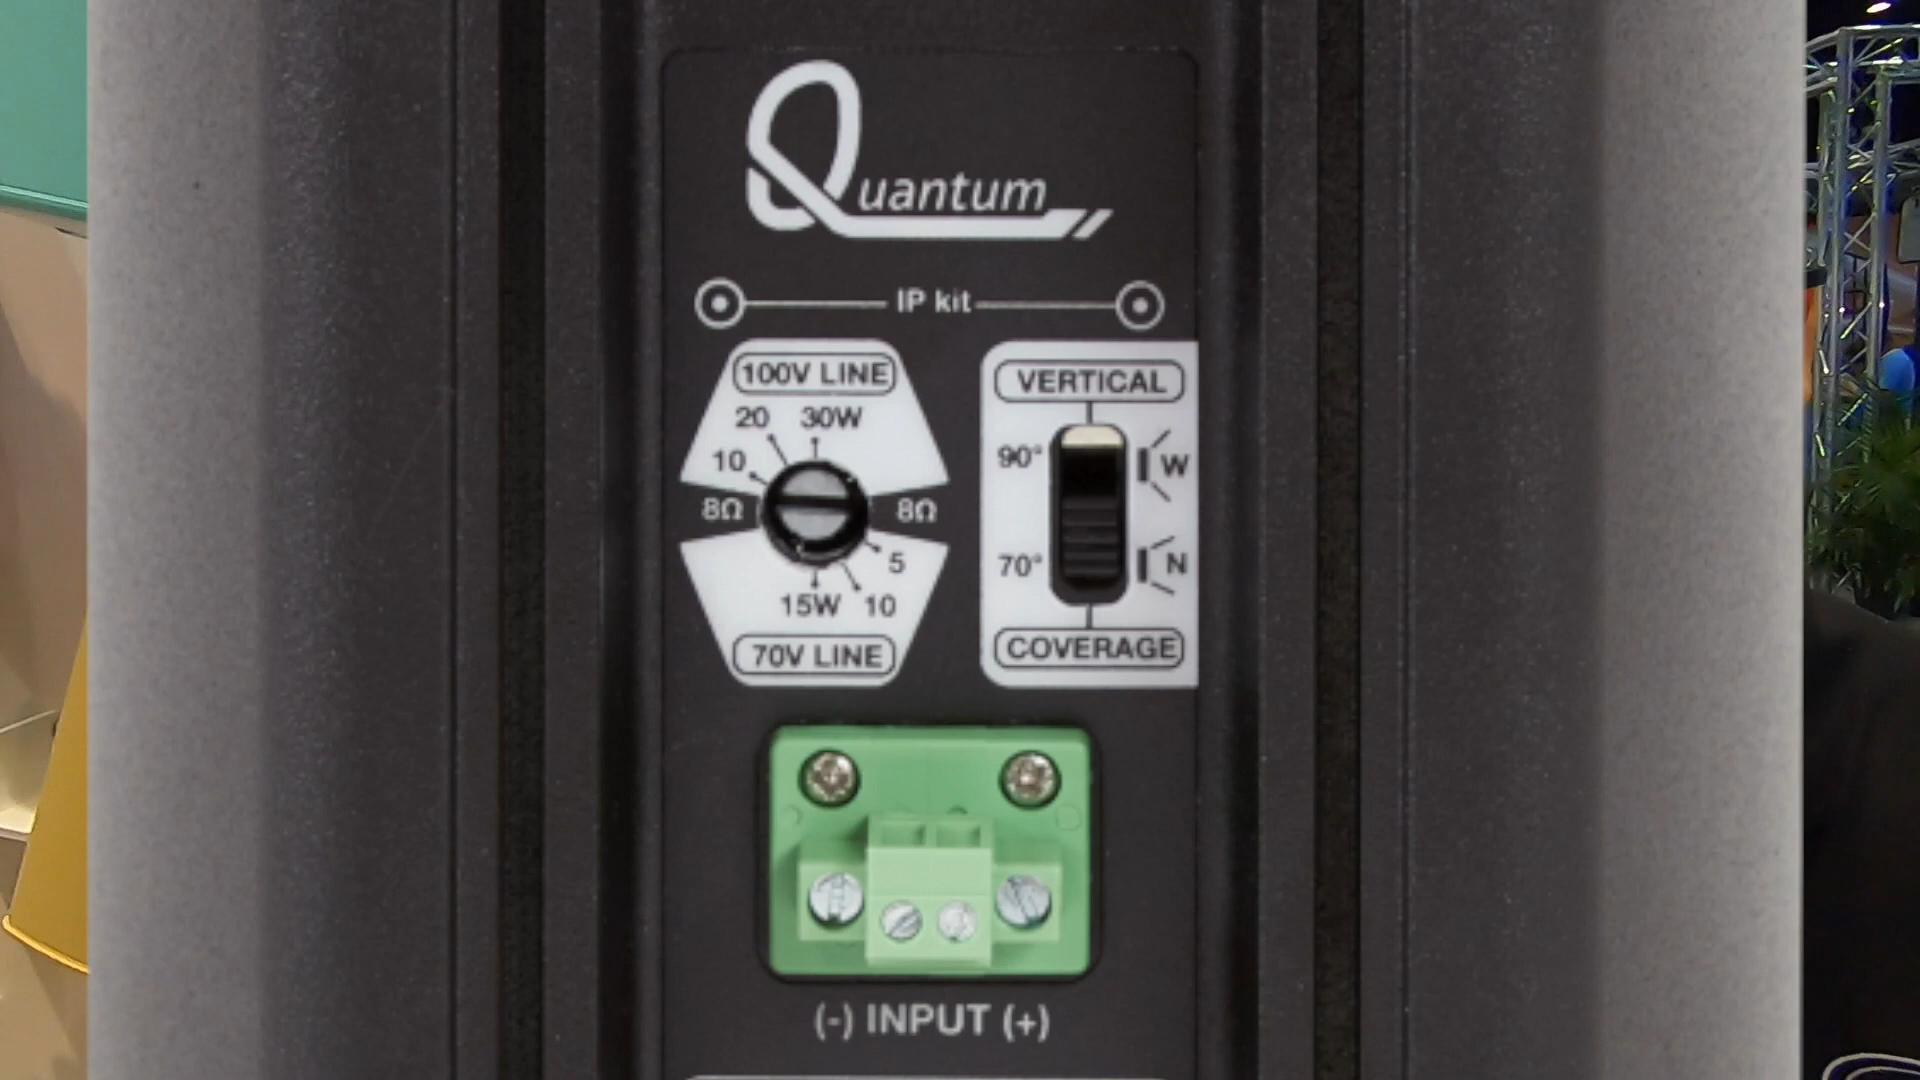 Quantum
IP kit
100V LINE
20 30W
10
8Ω 8Ω
5
15W 10
70V LINE
VERTICAL
90° W
70° N
COVERAGE
(-) INPUT (+)